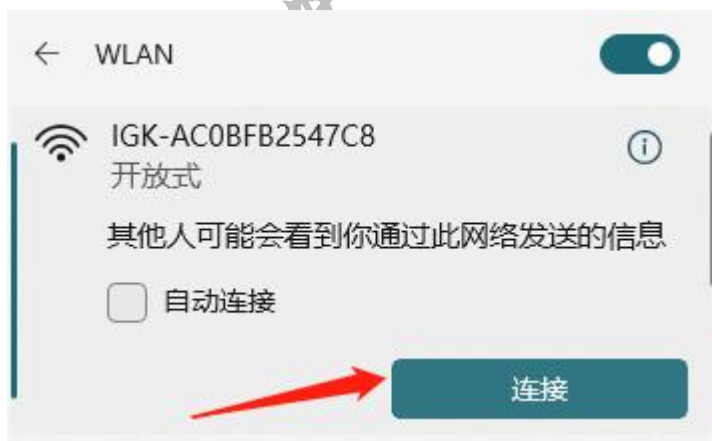 WLAN
IGK-AC0BFB2547C8
开放式
其他人可能会看到你通过此网络发送的信息
自动连接
连接